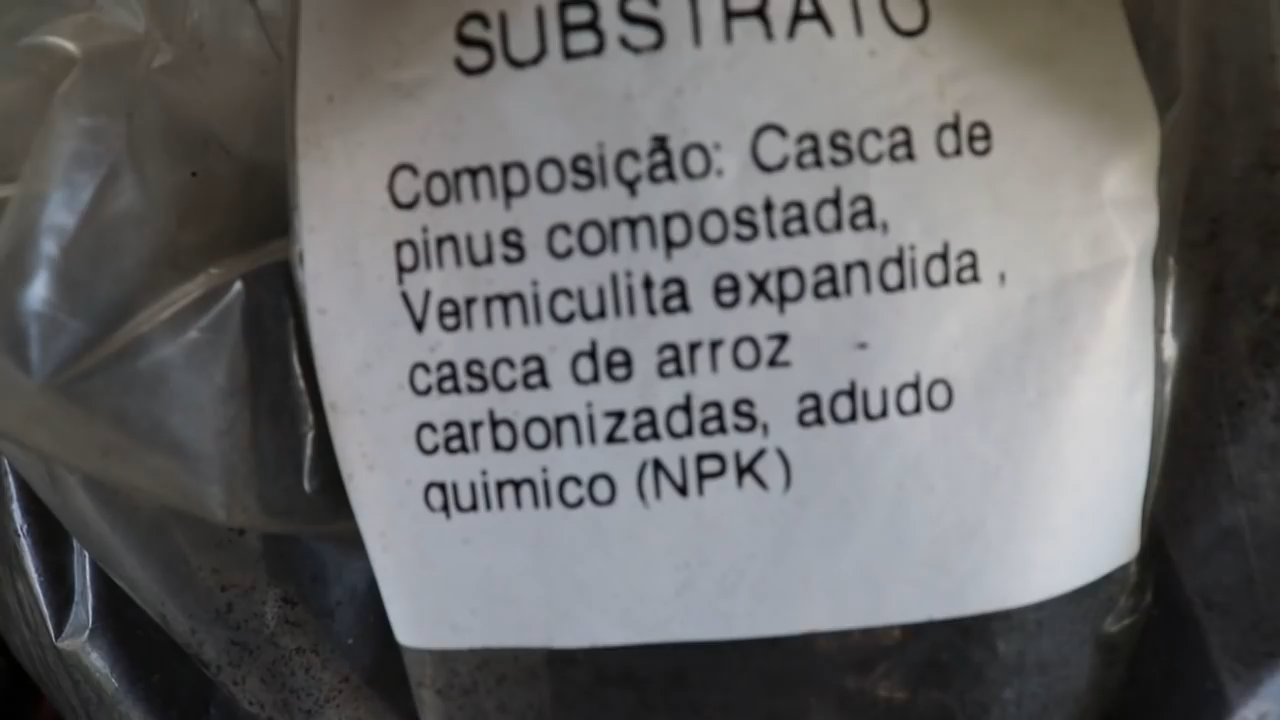 SUBSTRATO
Composição: Casca de
pinus compostada,
Vermiculita expandida ,
casca de arroz -
carbonizadas, adudo
quimico (NPK)